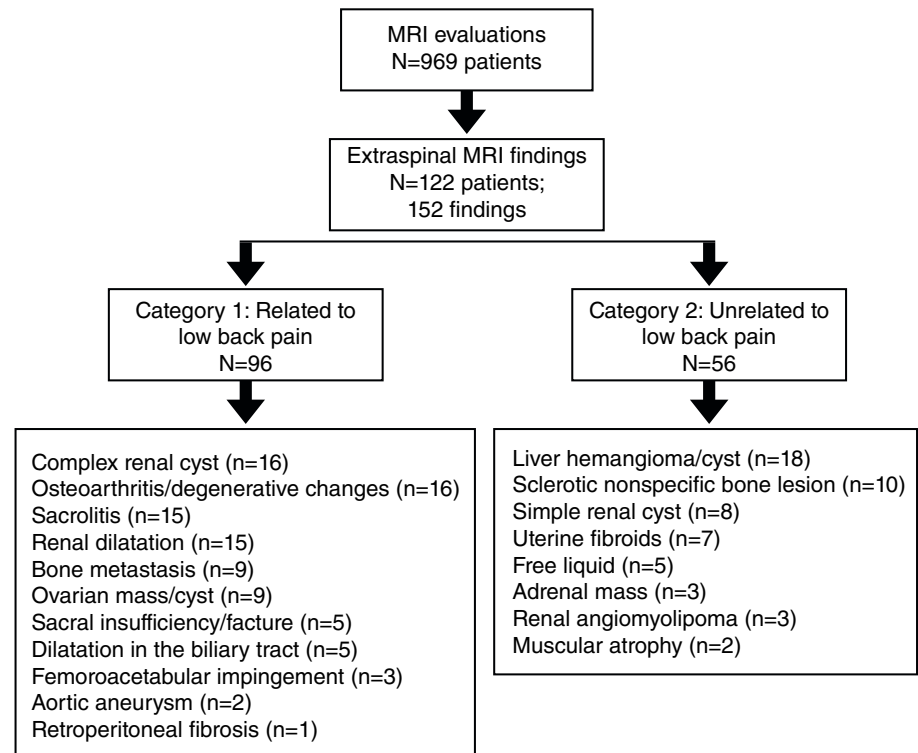 MRI evaluations
N=969 patients
Extraspinal MRI findings
N=122 patients;
152 findings
Category 1: Related to
low back pain
N=96
Category 2: Unrelated to
low back pain
N=56
Complex renal cyst (n=16)
Osteoarthritis/degenerative changes (n=16)
Sacrolitis (n=15)
Renal dilatation (n=15)
Bone metastasis (n=9)
Ovarian mass/cyst (n=9)
Sacral insufficiency/facture (n=5)
Dilatation in the biliary tract (n=5)
Femoroacetabular impingement (n=3)
Aortic aneurysm (n=2)
Retroperitoneal fibrosis (n=1)
Liver hemangioma/cyst (n=18)
Sclerotic nonspecific bone lesion (n=10)
Simple renal cyst (n=8)
Uterine fibroids (n=7)
Free liquid (n=5)
Adrenal mass (n=3)
Renal angiomyolipoma (n=3)
Muscular atrophy (n=2)